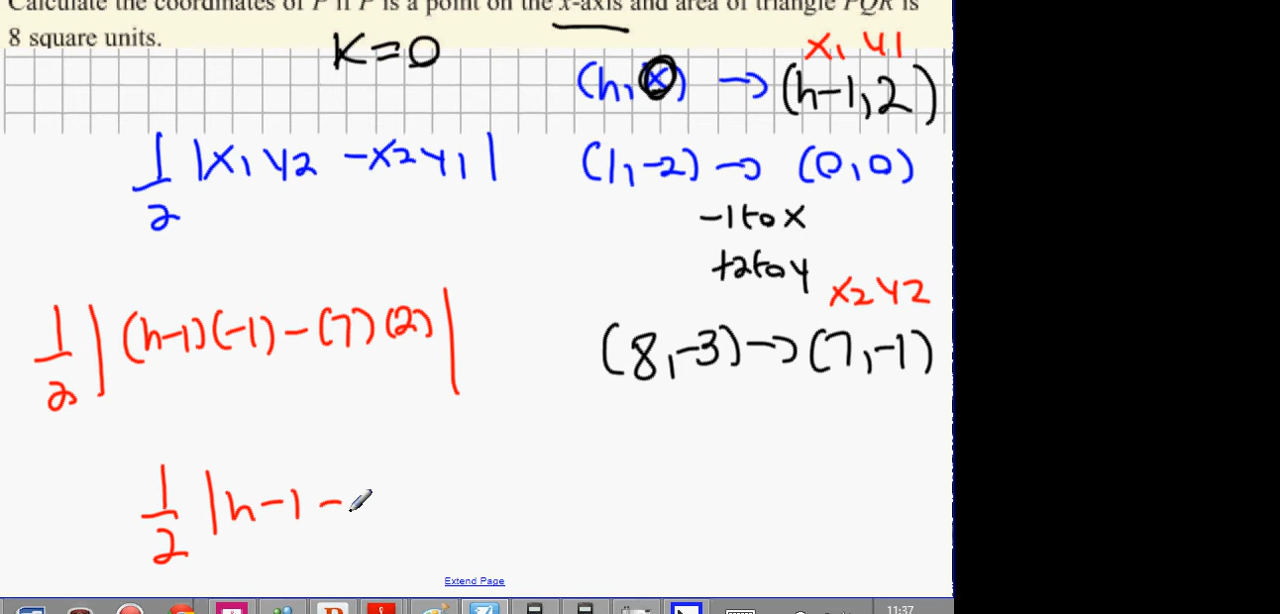 Calculate the coordinates of P if P is a point on the x-axis and area of triangle PQR is
8 square units.
K=0
x1 y1
(h, x) → (h-1, 2)
1/2 |x1 y2 - x2 y1|
(1, -2) → (0, 0)
-1 to x
+2 to y
x2 y2
1/2 |(h-1)(-1) - (7)(2)|
(8, -3) → (7, -1)
1/2 |h-1 -
Extend Page
11:37